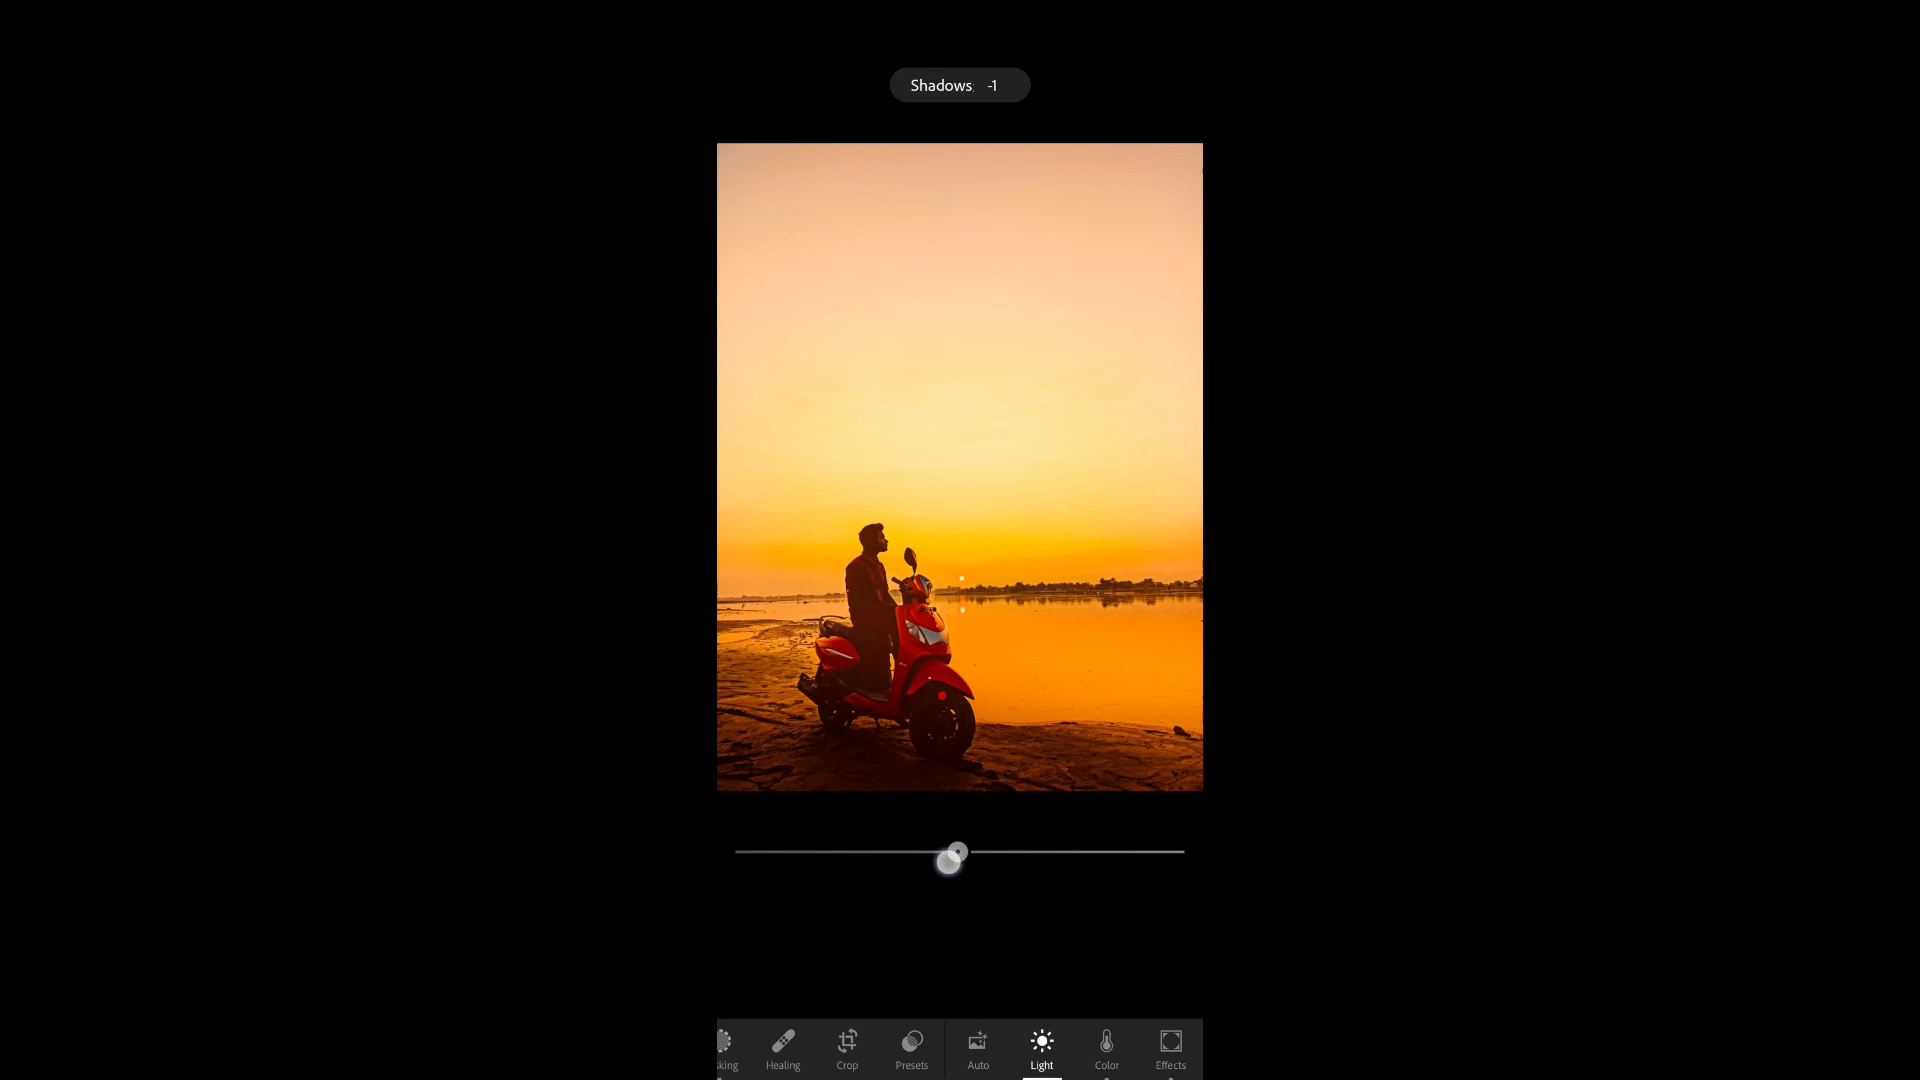 Shadows: -1
king
Healing
Crop
Presets
Auto
Light
Color
Effects